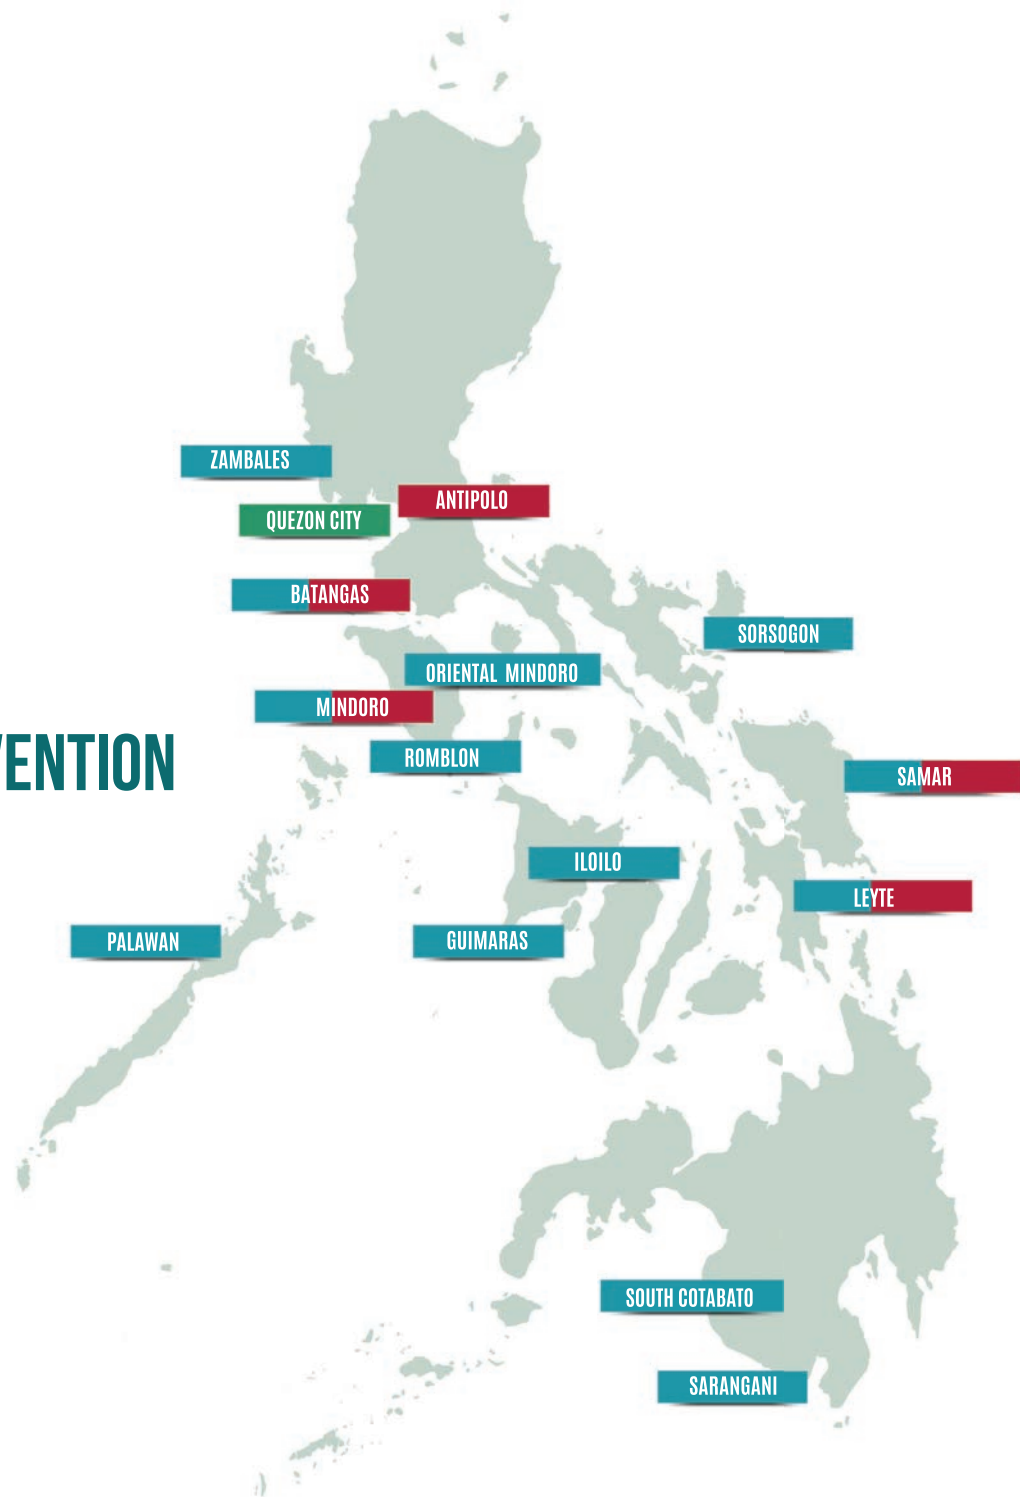 ZAMBALES
ANTIPOLO
QUEZON CITY
BATANGAS
SORSOGON
ORIENTAL MINDORO
MINDORO
VENTION
ROMBLON
SAMAR
ILOILO
LEYTE
PALAWAN
GUIMARAS
SOUTH COTABATO
SARANGANI